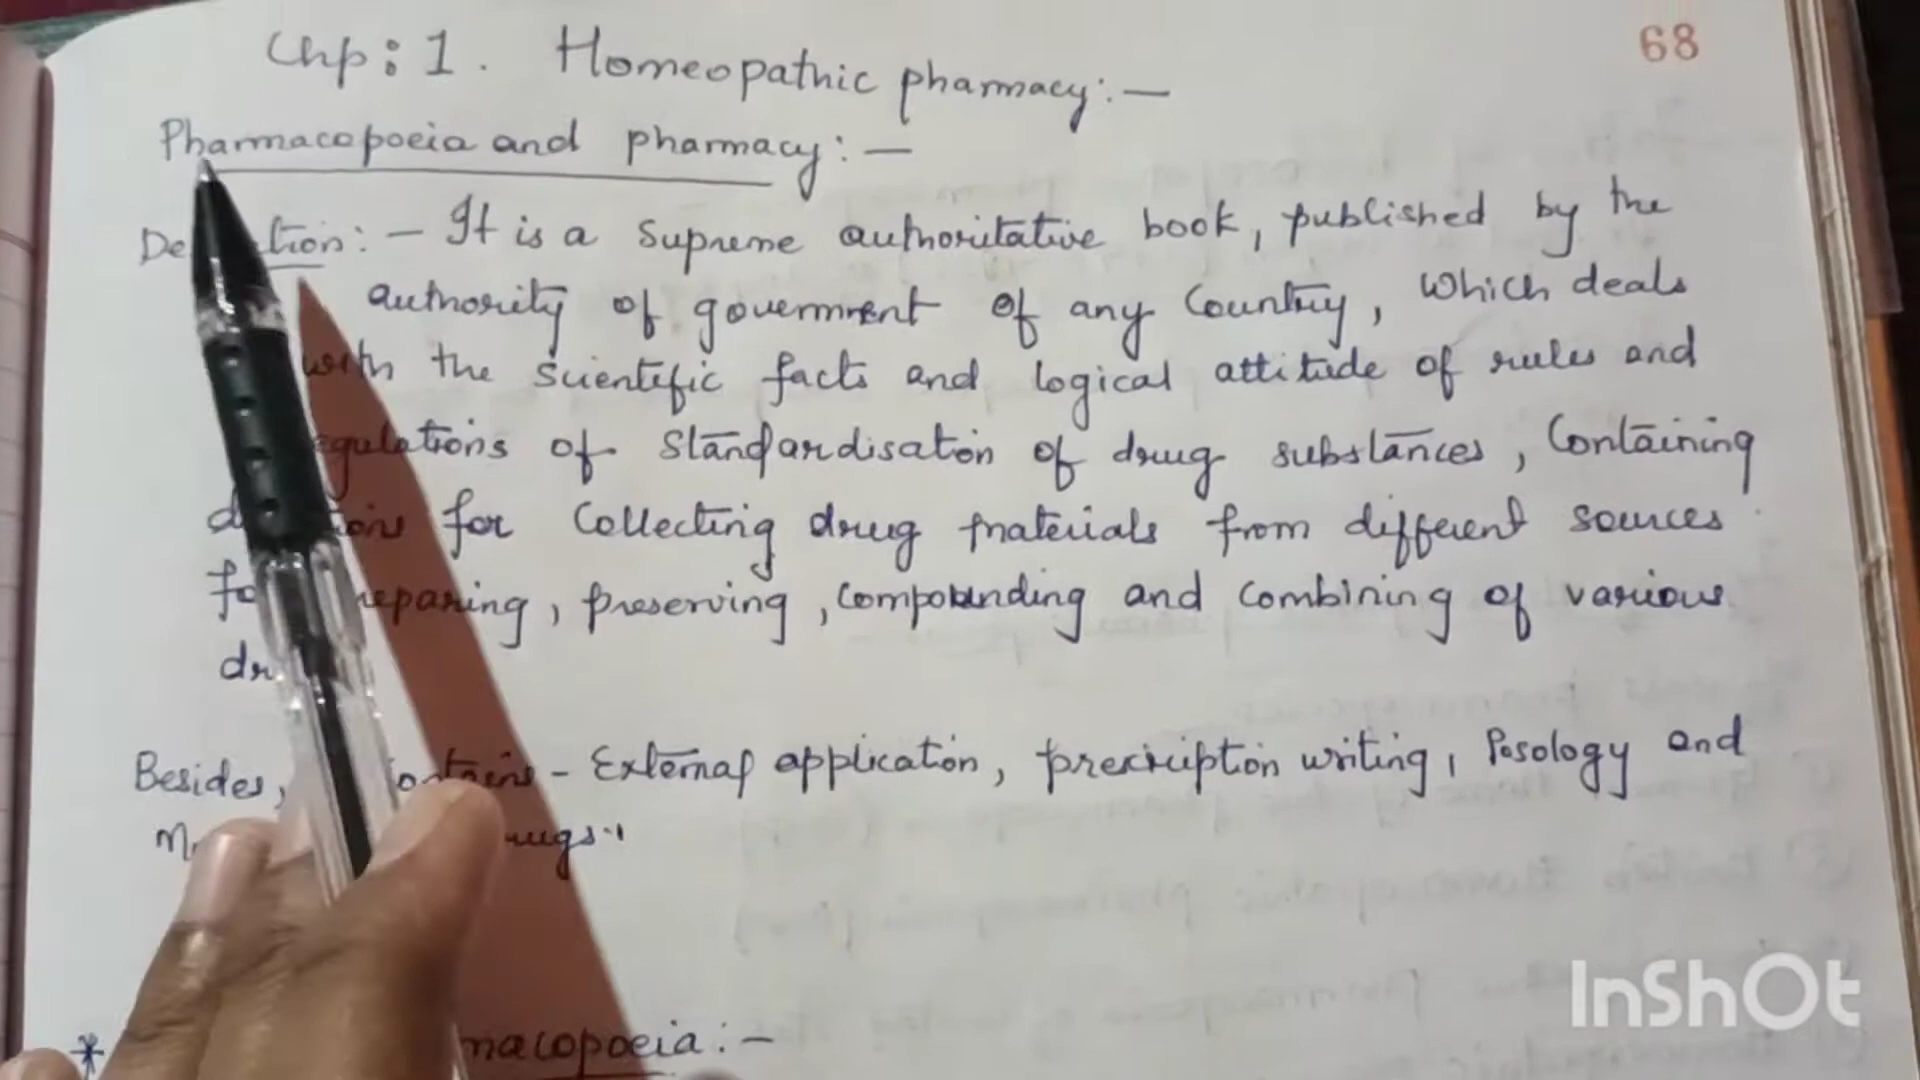 68
Chp: 1. Homeopathic pharmacy:-
Pharmacopoeia and pharmacy:-
:- It is a supreme authoritative book, published by the
authority of government of any country, which deals
with the scientific facts and logical attitude of rules and
of standardisation of drug substances, containing
for collecting drug materials from different sources
, preserving, compounding and combining of various
Besides, - External application, prescription writing, Posology and
*
:-
InShOt